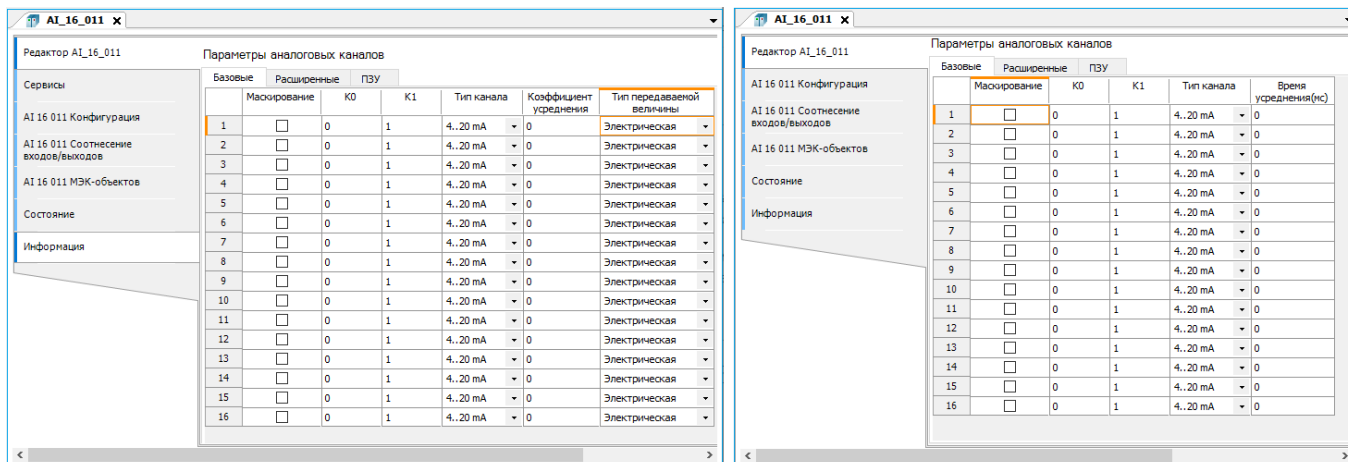 AI_16_011 x
Редактор AI_16_011
Сервисы
AI 16 011 Конфигурация
AI 16 011 Соотнесение
входов/выходов
AI 16 011 МЭК-объектов
Состояние
Информация
Параметры аналоговых каналов
Базовые Расширенные ПЗУ
Маскирование K0 K1 Тип канала Коэффициент
усреднения Тип передаваемой
величины
1 0 1 4..20 mA 0 Электрическая
2 0 1 4..20 mA 0 Электрическая
3 0 1 4..20 mA 0 Электрическая
4 0 1 4..20 mA 0 Электрическая
5 0 1 4..20 mA 0 Электрическая
6 0 1 4..20 mA 0 Электрическая
7 0 1 4..20 mA 0 Электрическая
8 0 1 4..20 mA 0 Электрическая
9 0 1 4..20 mA 0 Электрическая
10 0 1 4..20 mA 0 Электрическая
11 0 1 4..20 mA 0 Электрическая
12 0 1 4..20 mA 0 Электрическая
13 0 1 4..20 mA 0 Электрическая
14 0 1 4..20 mA 0 Электрическая
15 0 1 4..20 mA 0 Электрическая
16 0 1 4..20 mA 0 Электрическая
AI_16_011 x
Редактор AI_16_011
AI 16 011 Конфигурация
AI 16 011 Соотнесение
входов/выходов
AI 16 011 МЭК-объектов
Состояние
Информация
Параметры аналоговых каналов
Базовые Расширенные ПЗУ
Маскирование K0 K1 Тип канала Время
усреднения(нс)
1 0 1 4..20 mA 0
2 0 1 4..20 mA 0
3 0 1 4..20 mA 0
4 0 1 4..20 mA 0
5 0 1 4..20 mA 0
6 0 1 4..20 mA 0
7 0 1 4..20 mA 0
8 0 1 4..20 mA 0
9 0 1 4..20 mA 0
10 0 1 4..20 mA 0
11 0 1 4..20 mA 0
12 0 1 4..20 mA 0
13 0 1 4..20 mA 0
14 0 1 4..20 mA 0
15 0 1 4..20 mA 0
16 0 1 4..20 mA 0